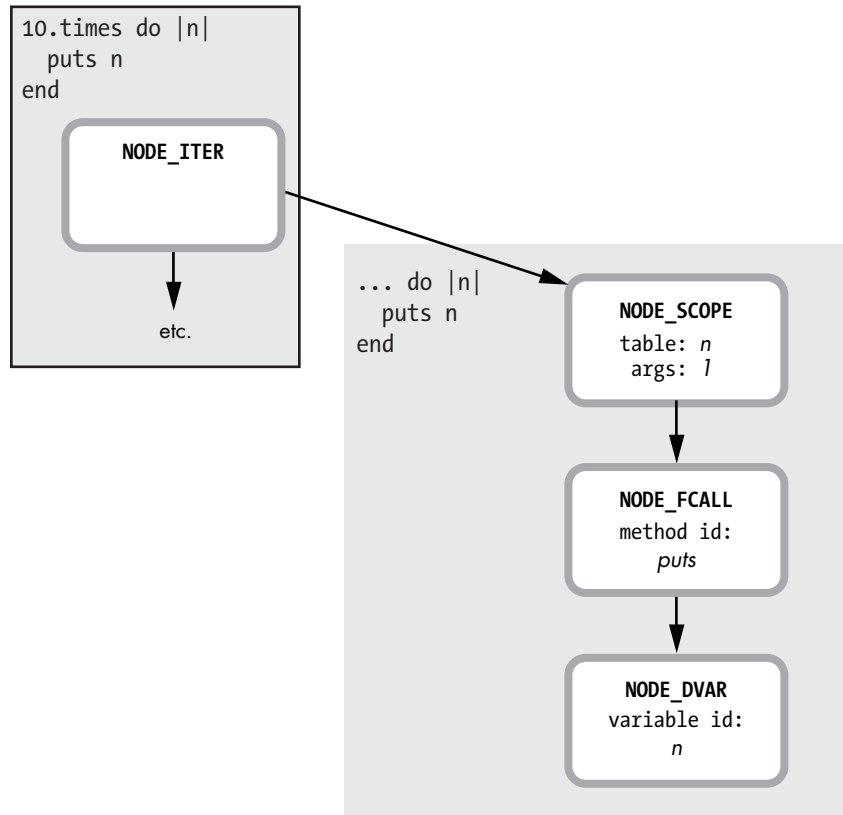 10.times do |n|
  puts n
end
NODE_ITER
etc.
... do |n|
  puts n
end
NODE_SCOPE
table: n
args: 1
NODE_FCALL
method id:
puts
NODE_DVAR
variable id:
n